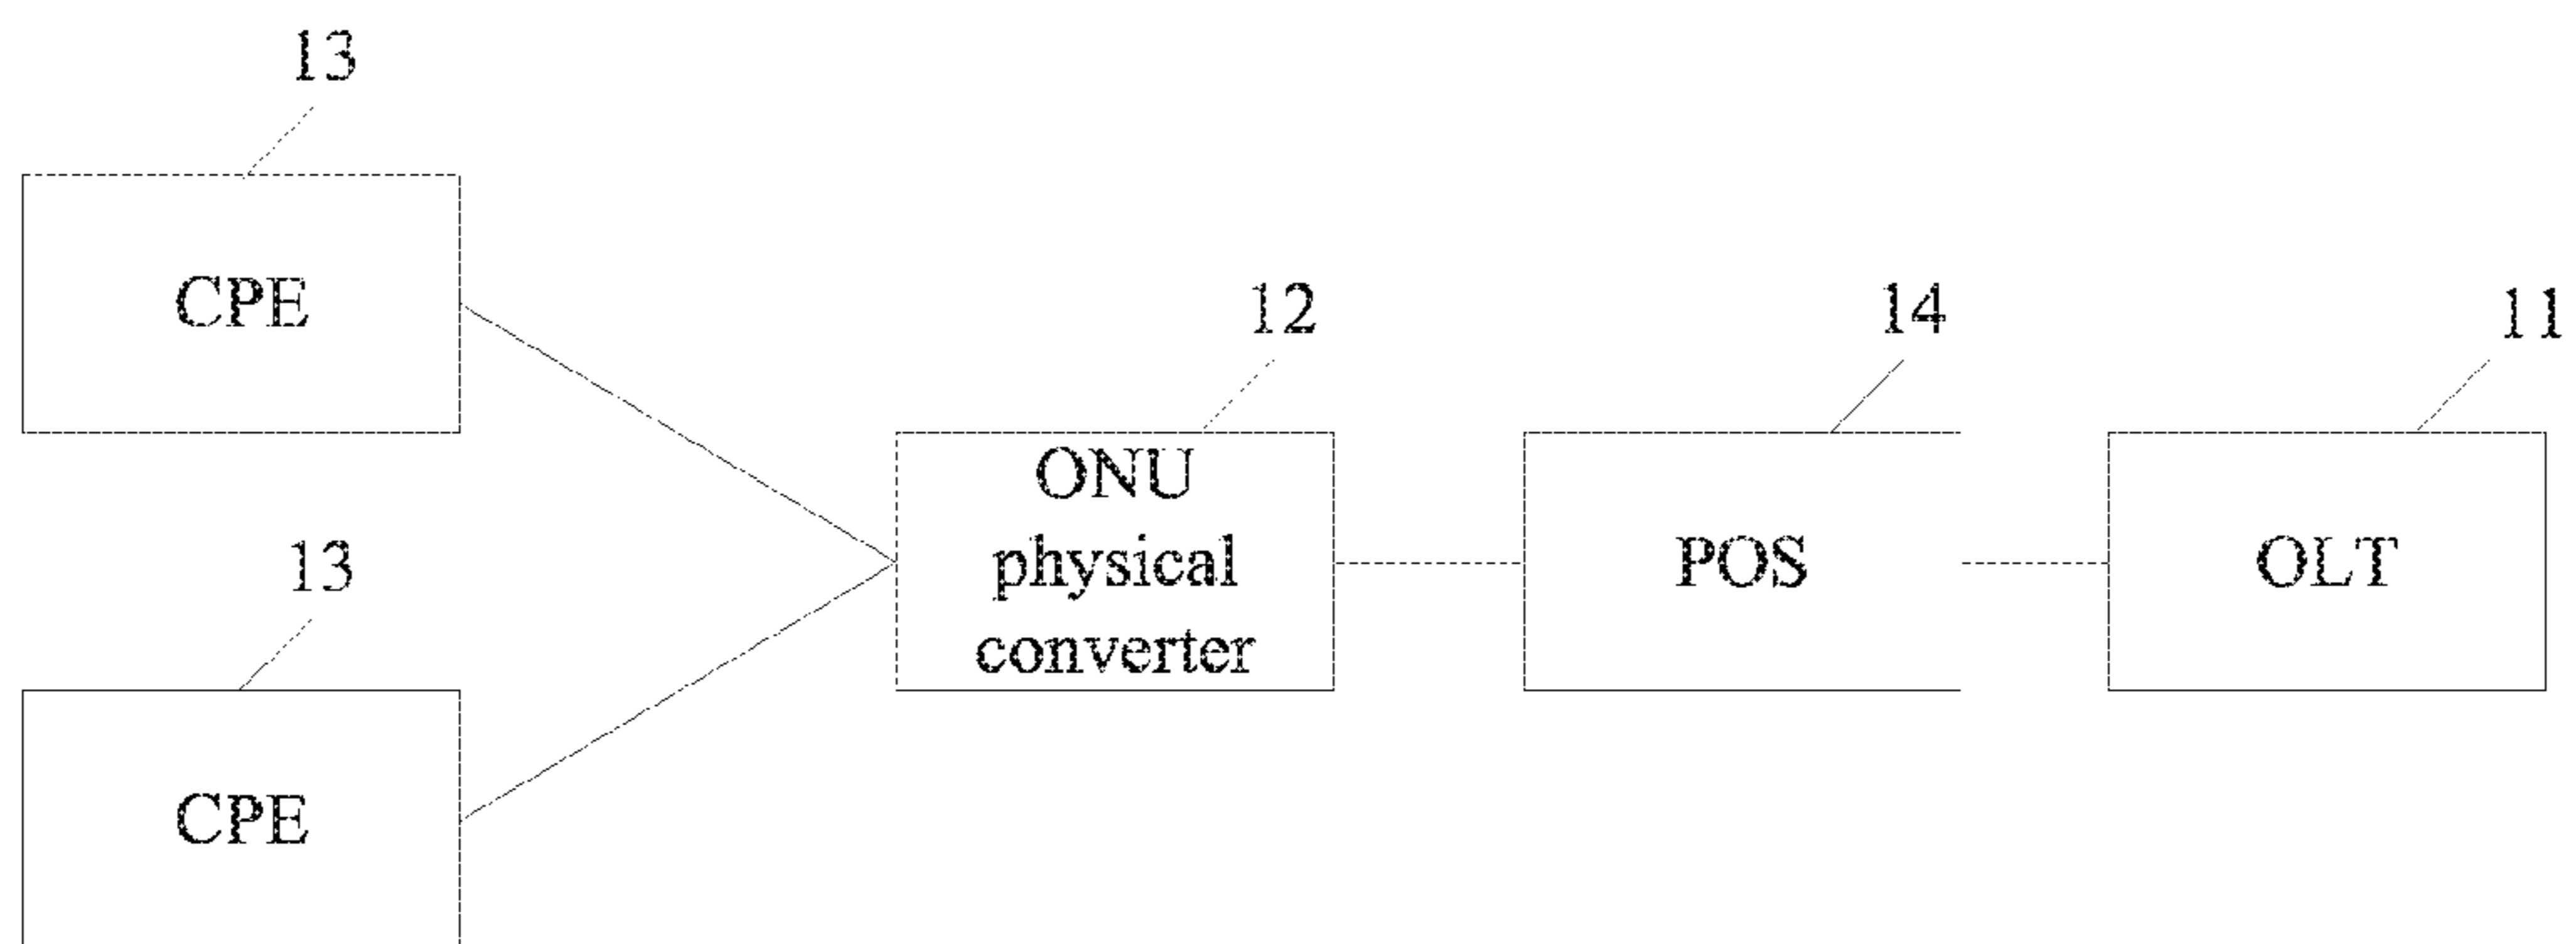 13
CPE
12
14
11
ONU
physical
converter
POS
OLT
13
CPE